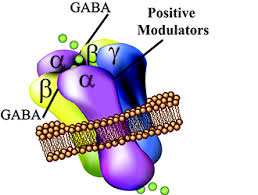 GABA
Positive
Modulators
β γ
α
α
β
GABA